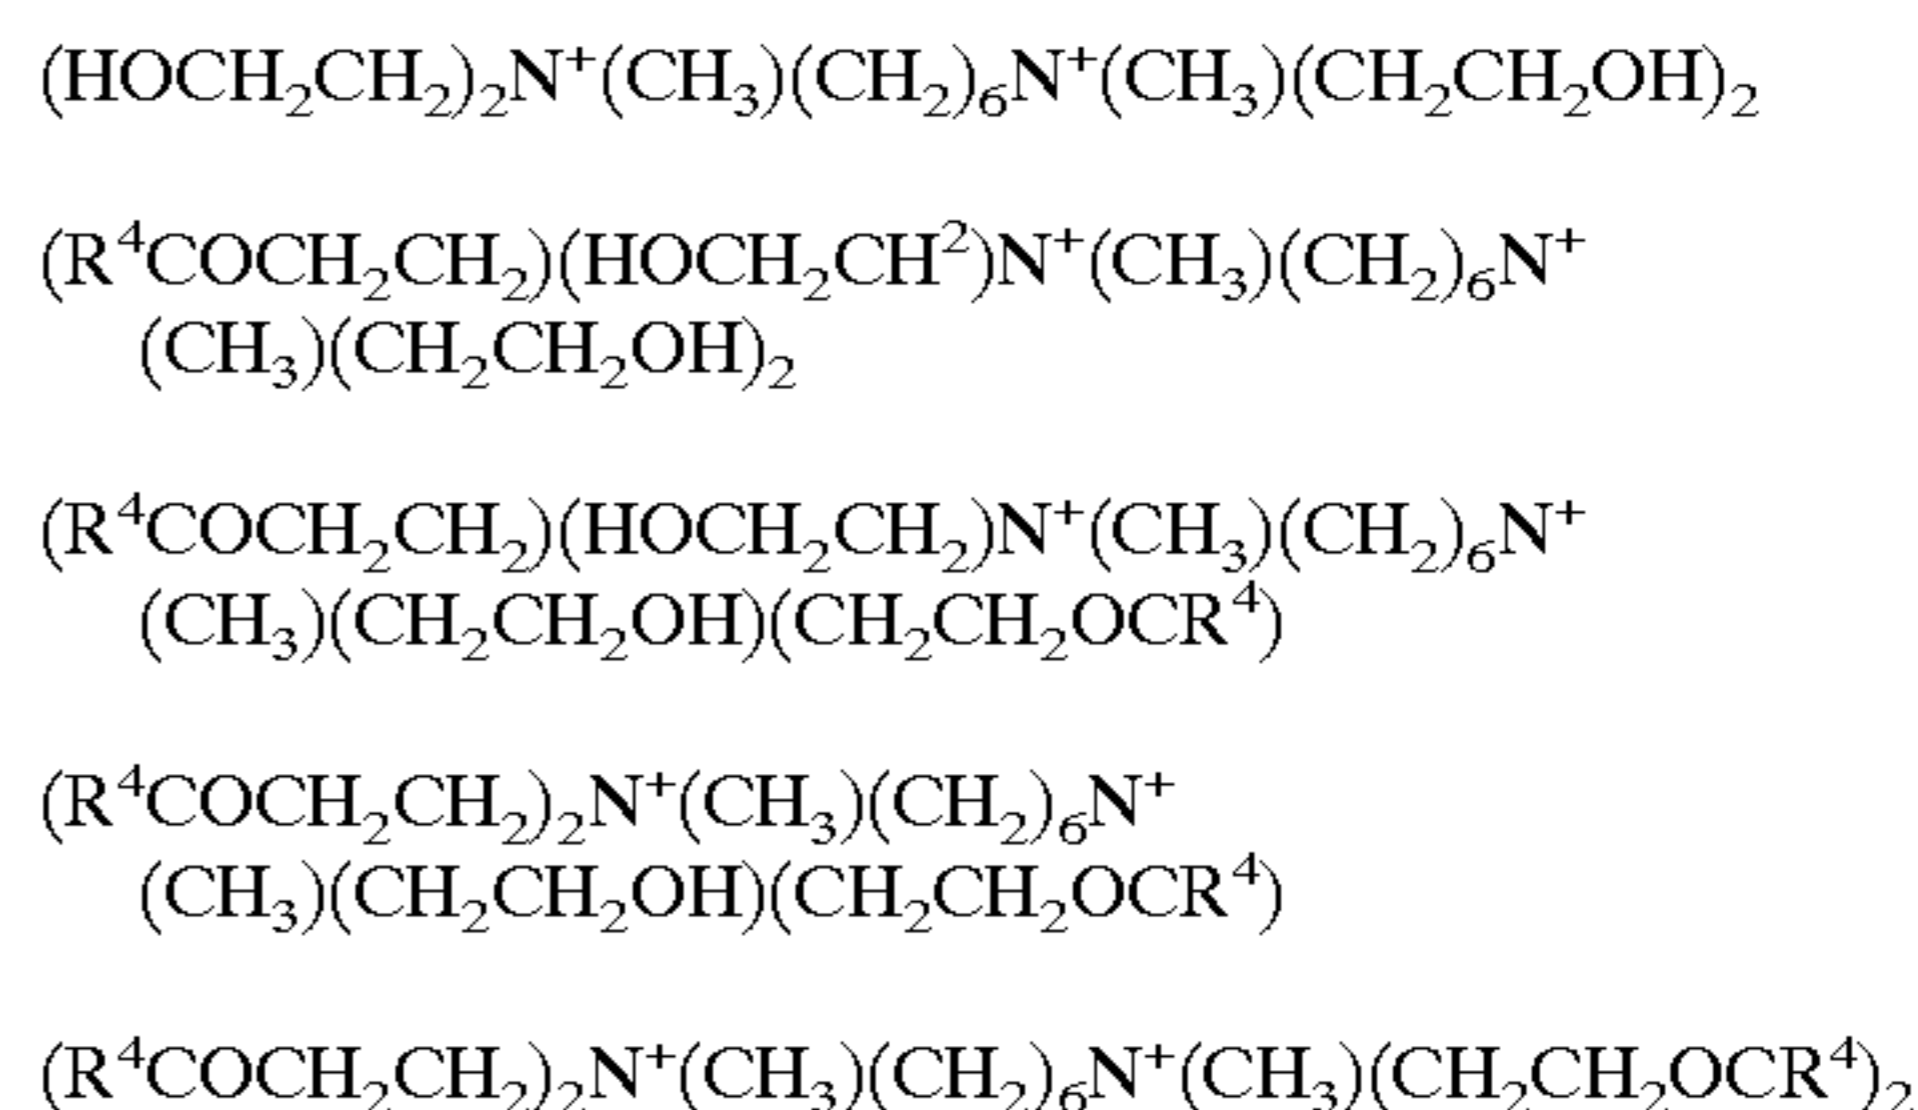 (HOCH₂CH₂)₂N⁺(CH₃)(CH₂)₆N⁺(CH₃)(CH₂CH₂OH)₂
(R⁴COCH₂CH₂)(HOCH₂CH²)N⁺(CH₃)(CH₂)₆N⁺
(CH₃)(CH₂CH₂OH)₂
(R⁴COCH₂CH₂)(HOCH₂CH₂)N⁺(CH₃)(CH₂)₆N⁺
(CH₃)(CH₂CH₂OH)(CH₂CH₂OCR⁴)
(R⁴COCH₂CH₂)₂N⁺(CH₃)(CH₂)₆N⁺
(CH₃)(CH₂CH₂OH)(CH₂CH₂OCR⁴)
(R⁴COCH₂CH₂)₂N⁺(CH₃)(CH₂)₆N⁺(CH₃)(CH₂CH₂OCR⁴)₂